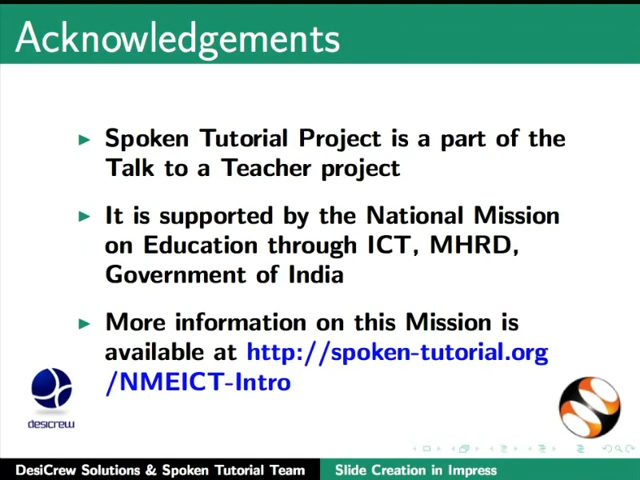 Acknowledgements
Spoken Tutorial Project is a part of the
Talk to a Teacher project
It is supported by the National Mission
on Education through ICT, MHRD,
Government of India
More information on this Mission is
available at http://spoken-tutorial.org
/NMEICT-Intro
desicrew
DesiCrew Solutions & Spoken Tutorial Team
Slide Creation in Impress